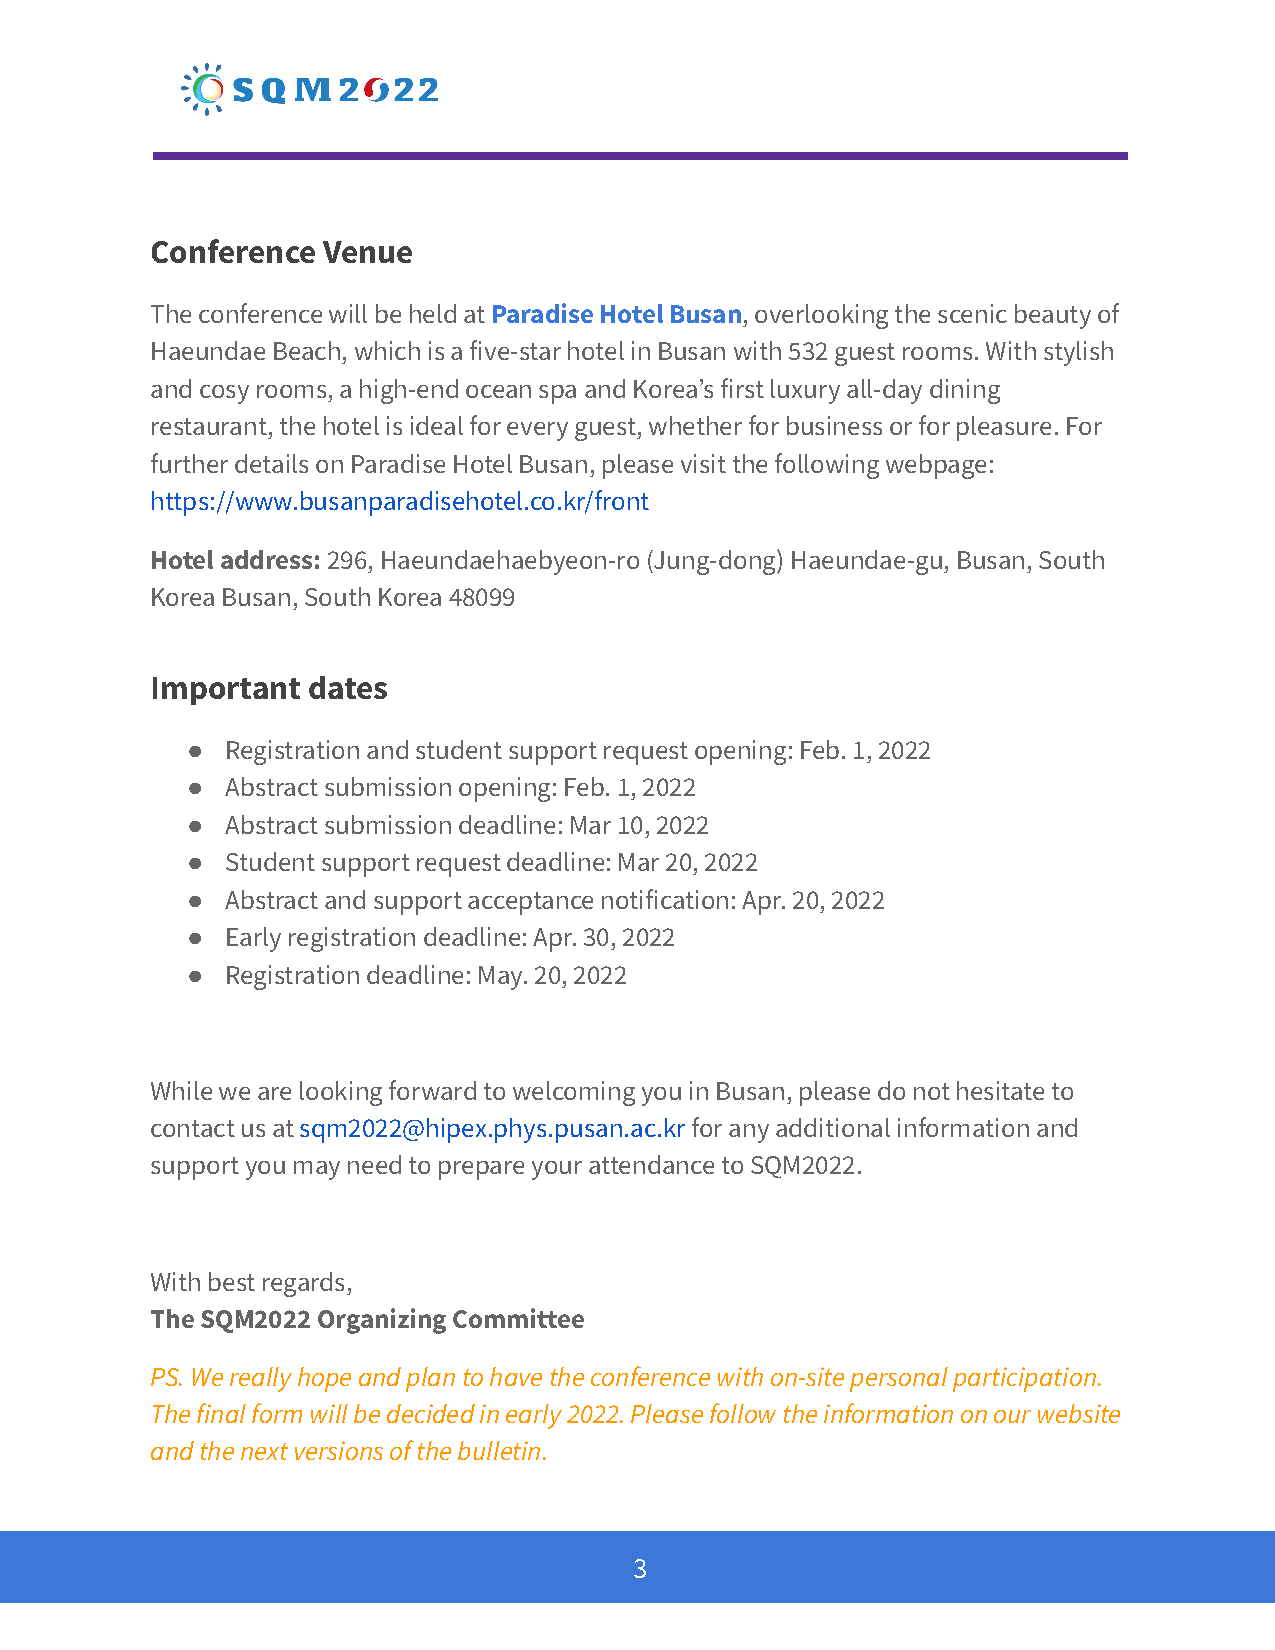 SQM2022
Conference Venue
The conference will be held at Paradise Hotel Busan, overlooking the scenic beauty of
Haeundae Beach, which is a five-star hotel in Busan with 532 guest rooms. With stylish
and cosy rooms, a high-end ocean spa and Korea’s first luxury all-day dining
restaurant, the hotel is ideal for every guest, whether for business or for pleasure. For
further details on Paradise Hotel Busan, please visit the following webpage:
https://www.busanparadisehotel.co.kr/front
Hotel address: 296, Haeundaehaebyeon-ro (Jung-dong) Haeundae-gu, Busan, South
Korea Busan, South Korea 48099
Important dates
● Registration and student support request opening: Feb. 1, 2022
● Abstract submission opening: Feb. 1, 2022
● Abstract submission deadline: Mar 10, 2022
● Student support request deadline: Mar 20, 2022
● Abstract and support acceptance notification: Apr. 20, 2022
● Early registration deadline: Apr. 30, 2022
● Registration deadline: May. 20, 2022
While we are looking forward to welcoming you in Busan, please do not hesitate to
contact us at sqm2022@hipex.phys.pusan.ac.kr for any additional information and
support you may need to prepare your attendance to SQM2022.
With best regards,
The SQM2022 Organizing Committee
PS. We really hope and plan to have the conference with on-site personal participation.
The final form will be decided in early 2022. Please follow the information on our website
and the next versions of the bulletin.
3